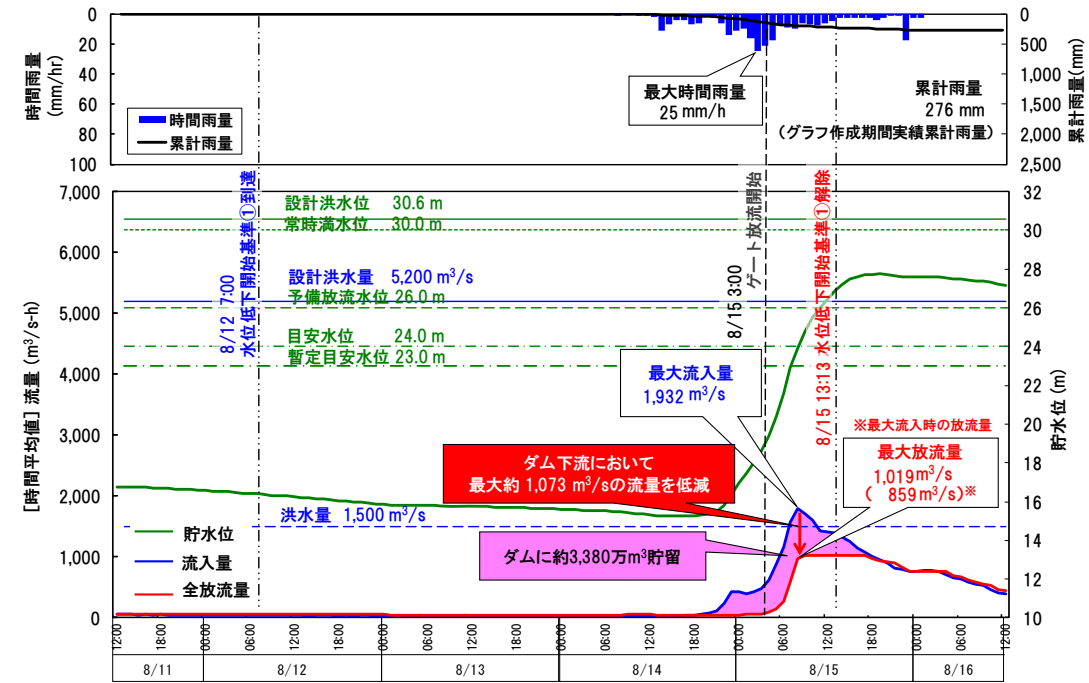 0
20
40
60
80
100
時間雨量
(mm/hr)
時間雨量
累計雨量
最大時間雨量
25 mm/h
累計雨量
276 mm
(グラフ作成期間実績累計雨量)
0
500
1,000
1,500
2,000
2,500
累計雨量(mm)
7,000
6,000
5,000
4,000
3,000
2,000
1,000
0
[時間平均値] 流量 (m³/s-h)
32
30
28
26
24
22
20
18
16
14
12
10
貯水位 (m)
8/12 7:00
水位低下開始基準①到達
設計洪水位 30.6 m
常時満水位 30.0 m
設計洪水量 5,200 m³/s
予備放流水位 26.0 m
目安水位 24.0 m
暫定目安水位 23.0 m
8/15 3:00
ゲート放流開始
8/15 13:13 水位低下開始基準①解除
最大流入量
1,932 m³/s
※最大流入時の放流量
最大放流量
1,019m³/s
( 859m³/s)※
ダム下流において
最大約 1,073 m³/sの流量を低減
洪水量 1,500 m³/s
ダムに約3,380万m³貯留
貯水位
流入量
全放流量
12:00
18:00
00:00
06:00
12:00
18:00
00:00
06:00
12:00
18:00
00:00
06:00
12:00
18:00
00:00
06:00
12:00
18:00
00:00
06:00
12:00
8/11
8/12
8/13
8/14
8/15
8/16